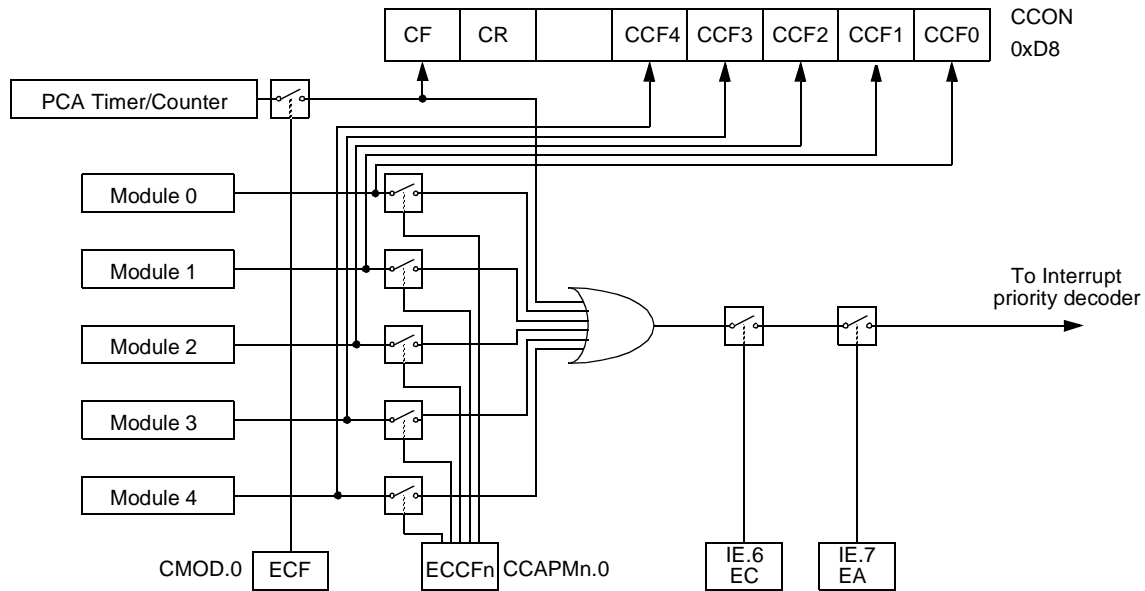 CF CR CCF4 CCF3 CCF2 CCF1 CCF0
CCON
0xD8
PCA Timer/Counter
Module 0
Module 1
Module 2
Module 3
Module 4
To Interrupt
priority decoder
CMOD.0 ECF
ECCFn CCAPMn.0
IE.6
EC
IE.7
EA